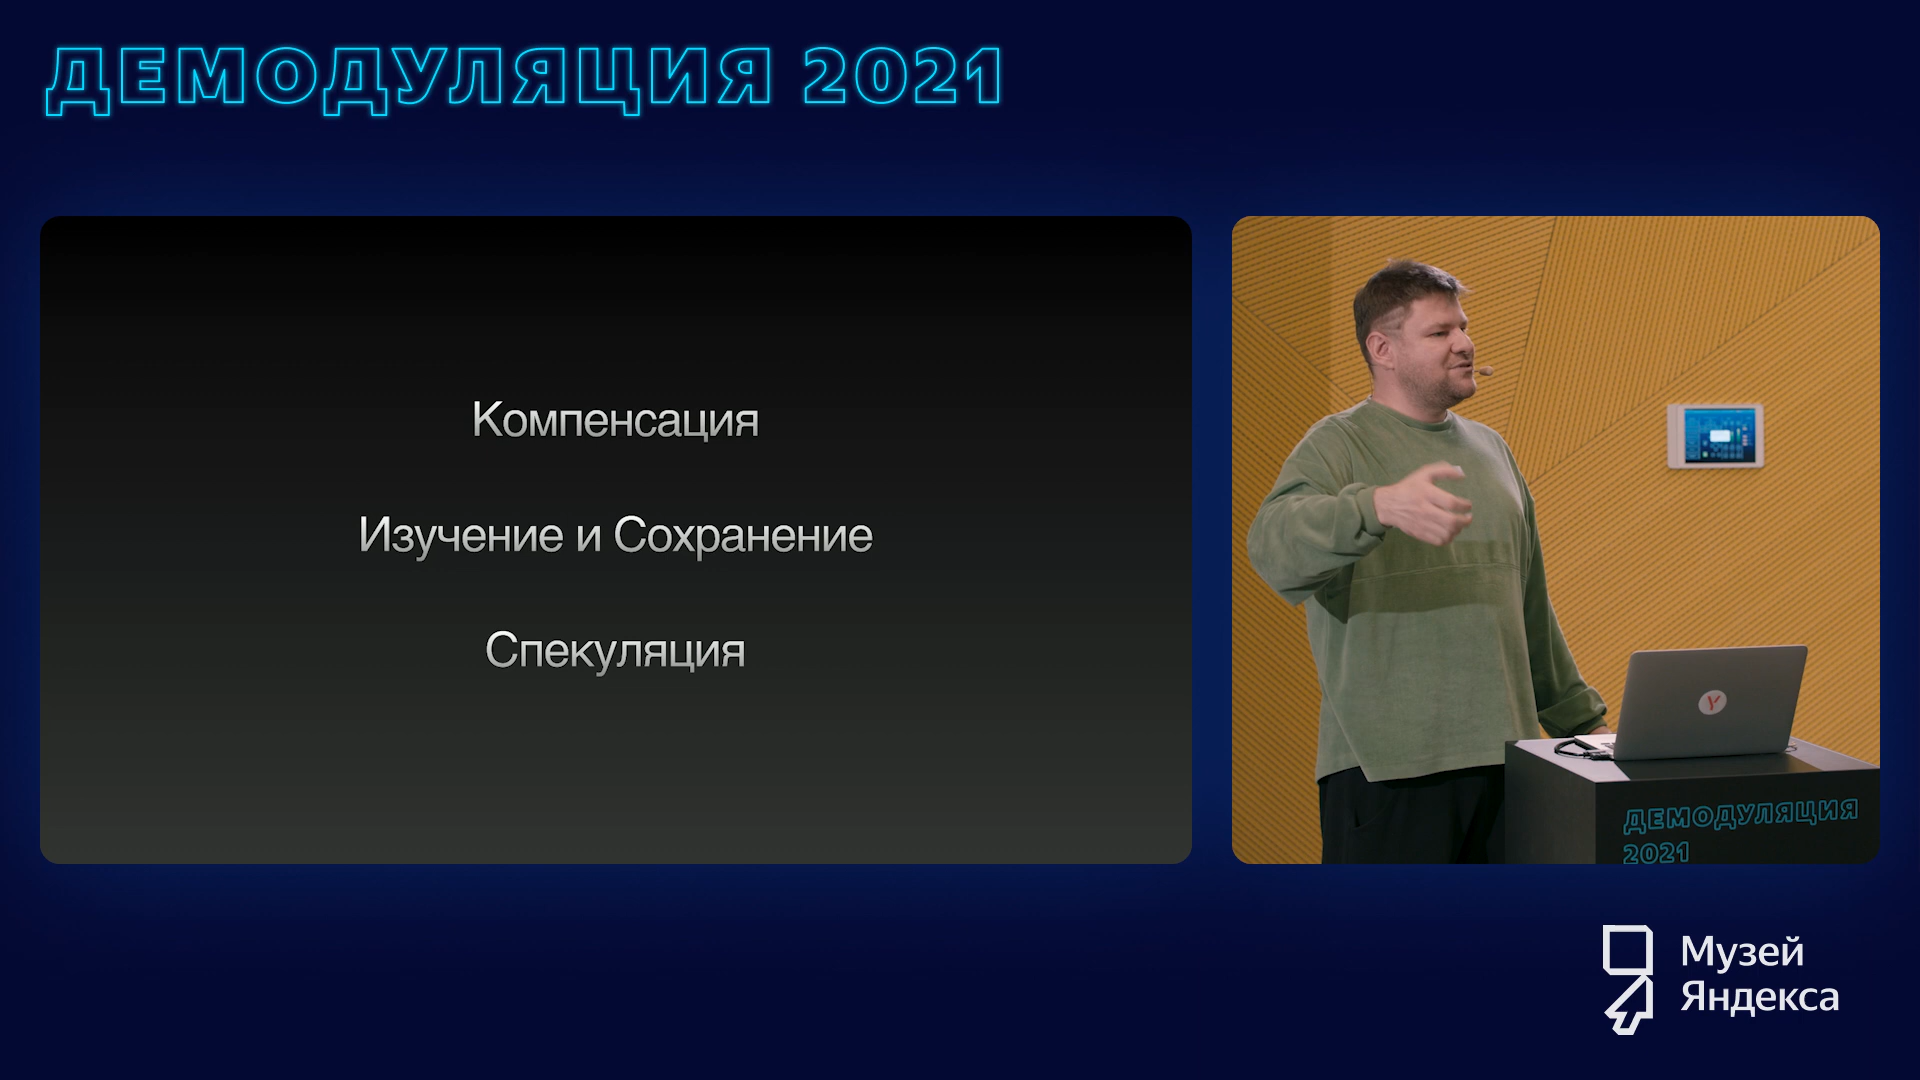 ДЕМОДУЛЯЦИЯ 2021
Компенсация
Изучение и Сохранение
Спекуляция
ДЕМОДУЛЯЦИЯ
2021
Музей
Яндекса